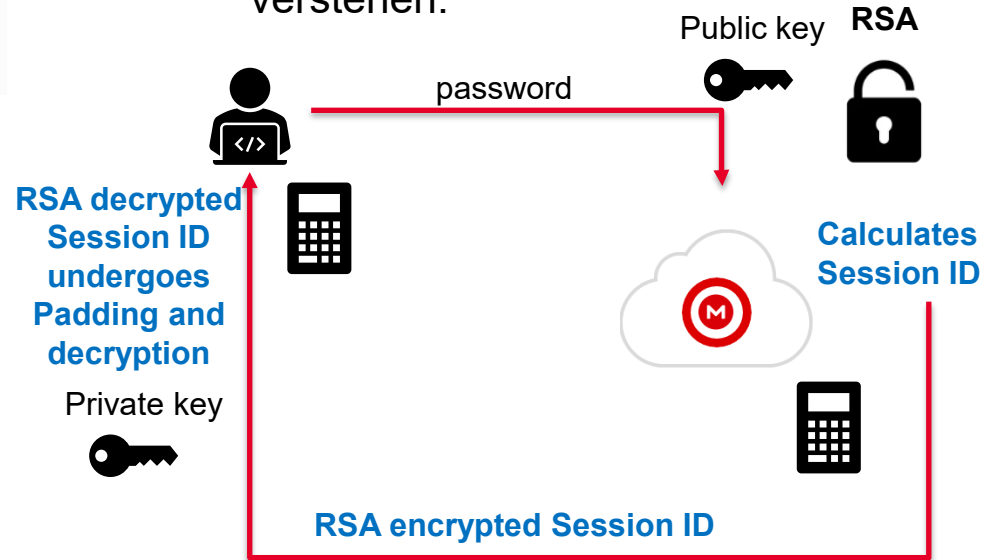 verstehen.
Public key
RSA
password
</>
RSA decrypted
Session ID
undergoes
Padding and
decryption
Calculates
Session ID
M
Private key
RSA encrypted Session ID